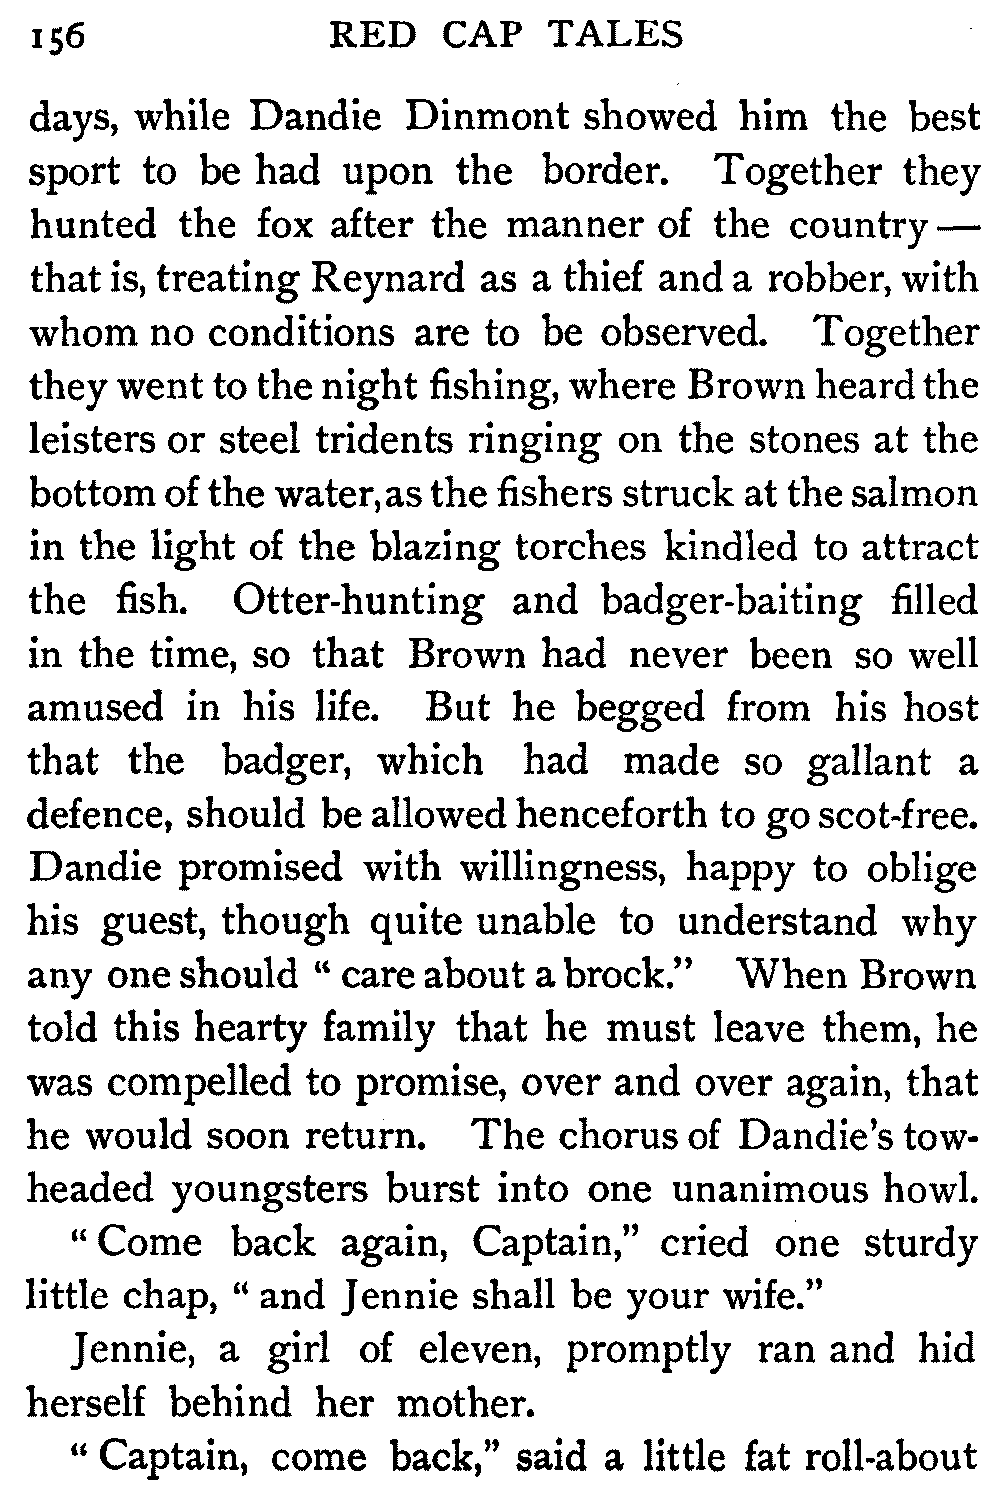 156 RED CAP TALES
days, while Dandie Dinmont showed him the best
sport to be had upon the border. Together they
hunted the fox after the manner of the country—
that is, treating Reynard as a thief and a robber, with
whom no conditions are to be observed. Together
they went to the night fishing, where Brown heard the
leisters or steel tridents ringing on the stones at the
bottom of the water, as the fishers struck at the salmon
in the light of the blazing torches kindled to attract
the fish. Otter-hunting and badger-baiting filled
in the time, so that Brown had never been so well
amused in his life. But he begged from his host
that the badger, which had made so gallant a
defence, should be allowed henceforth to go scot-free.
Dandie promised with willingness, happy to oblige
his guest, though quite unable to understand why
any one should “ care about a brock.” When Brown
told this hearty family that he must leave them, he
was compelled to promise, over and over again, that
he would soon return. The chorus of Dandie’s tow-
headed youngsters burst into one unanimous howl.
“ Come back again, Captain,” cried one sturdy
little chap, “ and Jennie shall be your wife.”
Jennie, a girl of eleven, promptly ran and hid
herself behind her mother.
“ Captain, come back,” said a little fat roll-about